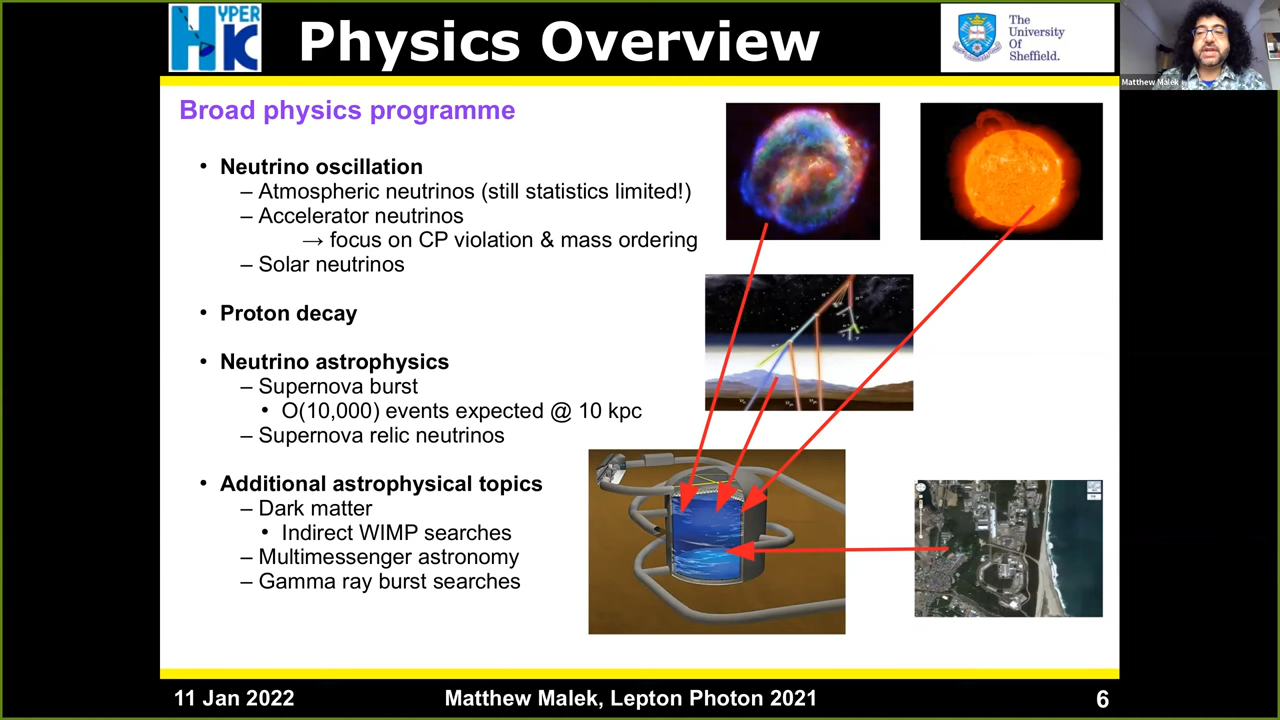 HYPER
HK
Physics Overview
The
University
Of
Sheffield.
Matthew Malek
Broad physics programme
• Neutrino oscillation
– Atmospheric neutrinos (still statistics limited!)
– Accelerator neutrinos
→ focus on CP violation & mass ordering
– Solar neutrinos
• Proton decay
• Neutrino astrophysics
– Supernova burst
• O(10,000) events expected @ 10 kpc
– Supernova relic neutrinos
• Additional astrophysical topics
– Dark matter
• Indirect WIMP searches
– Multimessenger astronomy
– Gamma ray burst searches
11 Jan 2022
Matthew Malek, Lepton Photon 2021
6